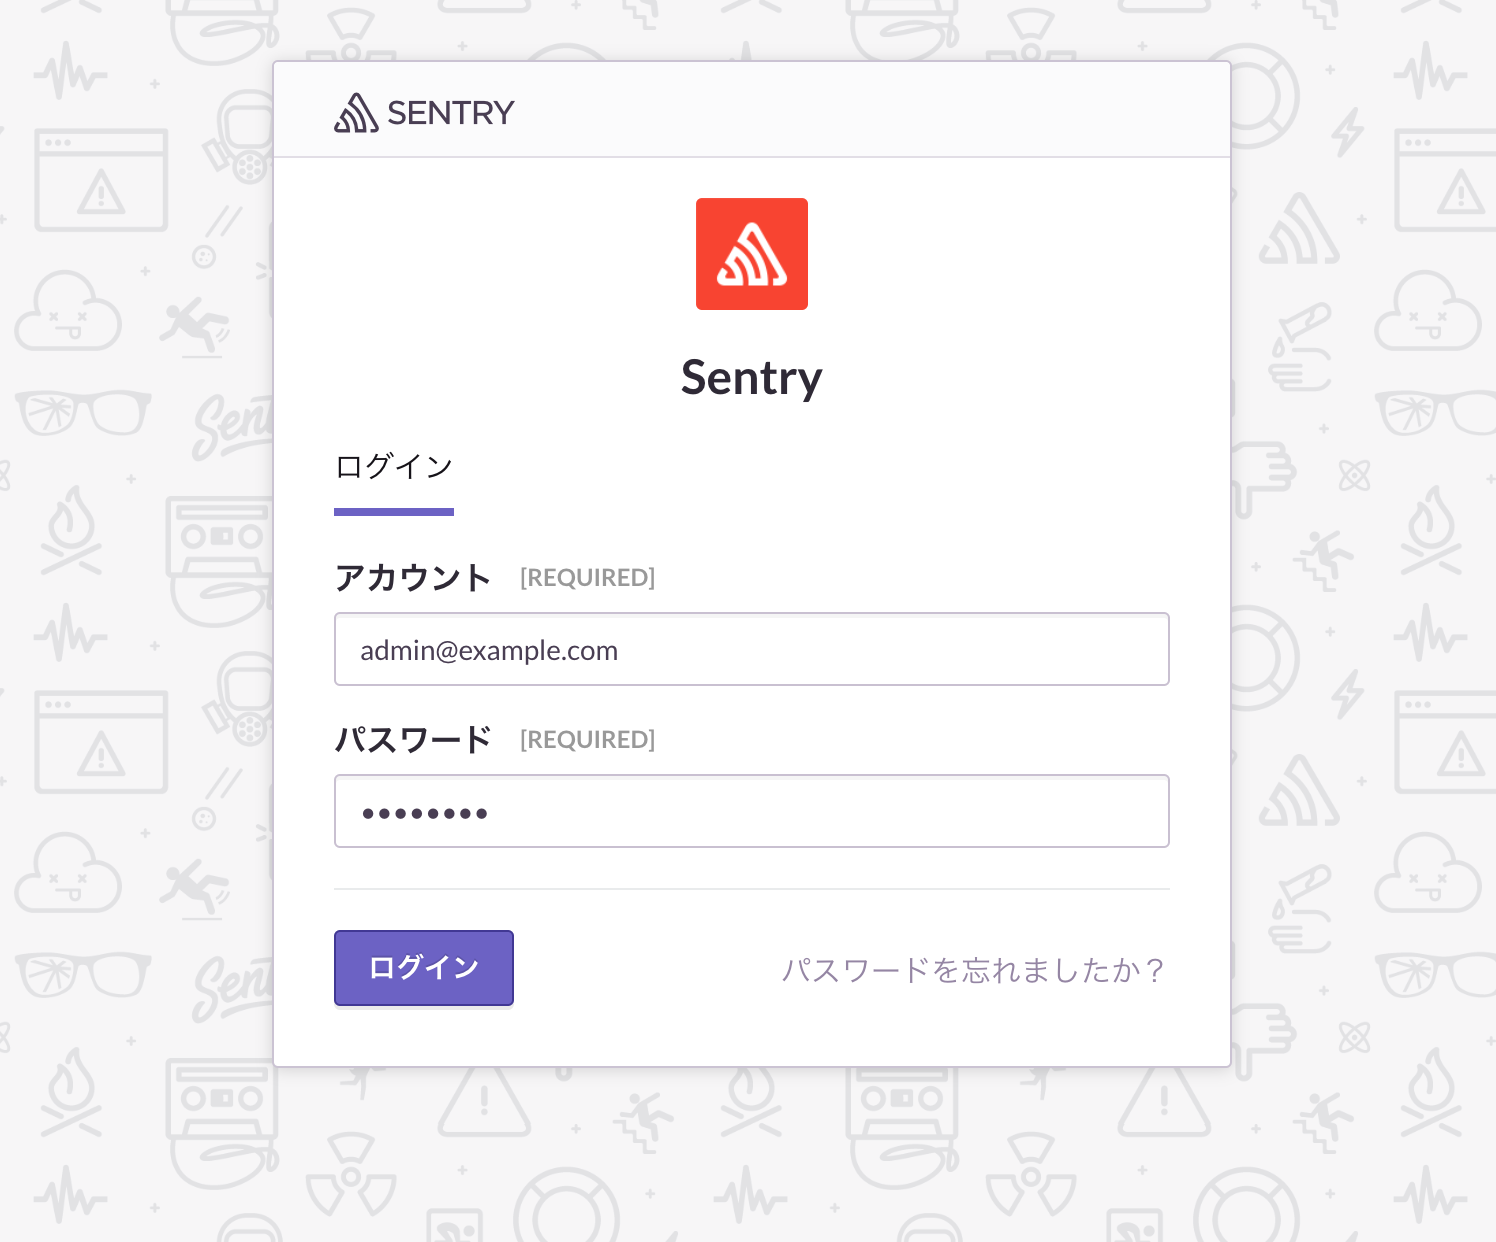 SENTRY
Sentry
ログイン
アカウント [REQUIRED]
admin@example.com
パスワード [REQUIRED]
ログイン
パスワードを忘れましたか？